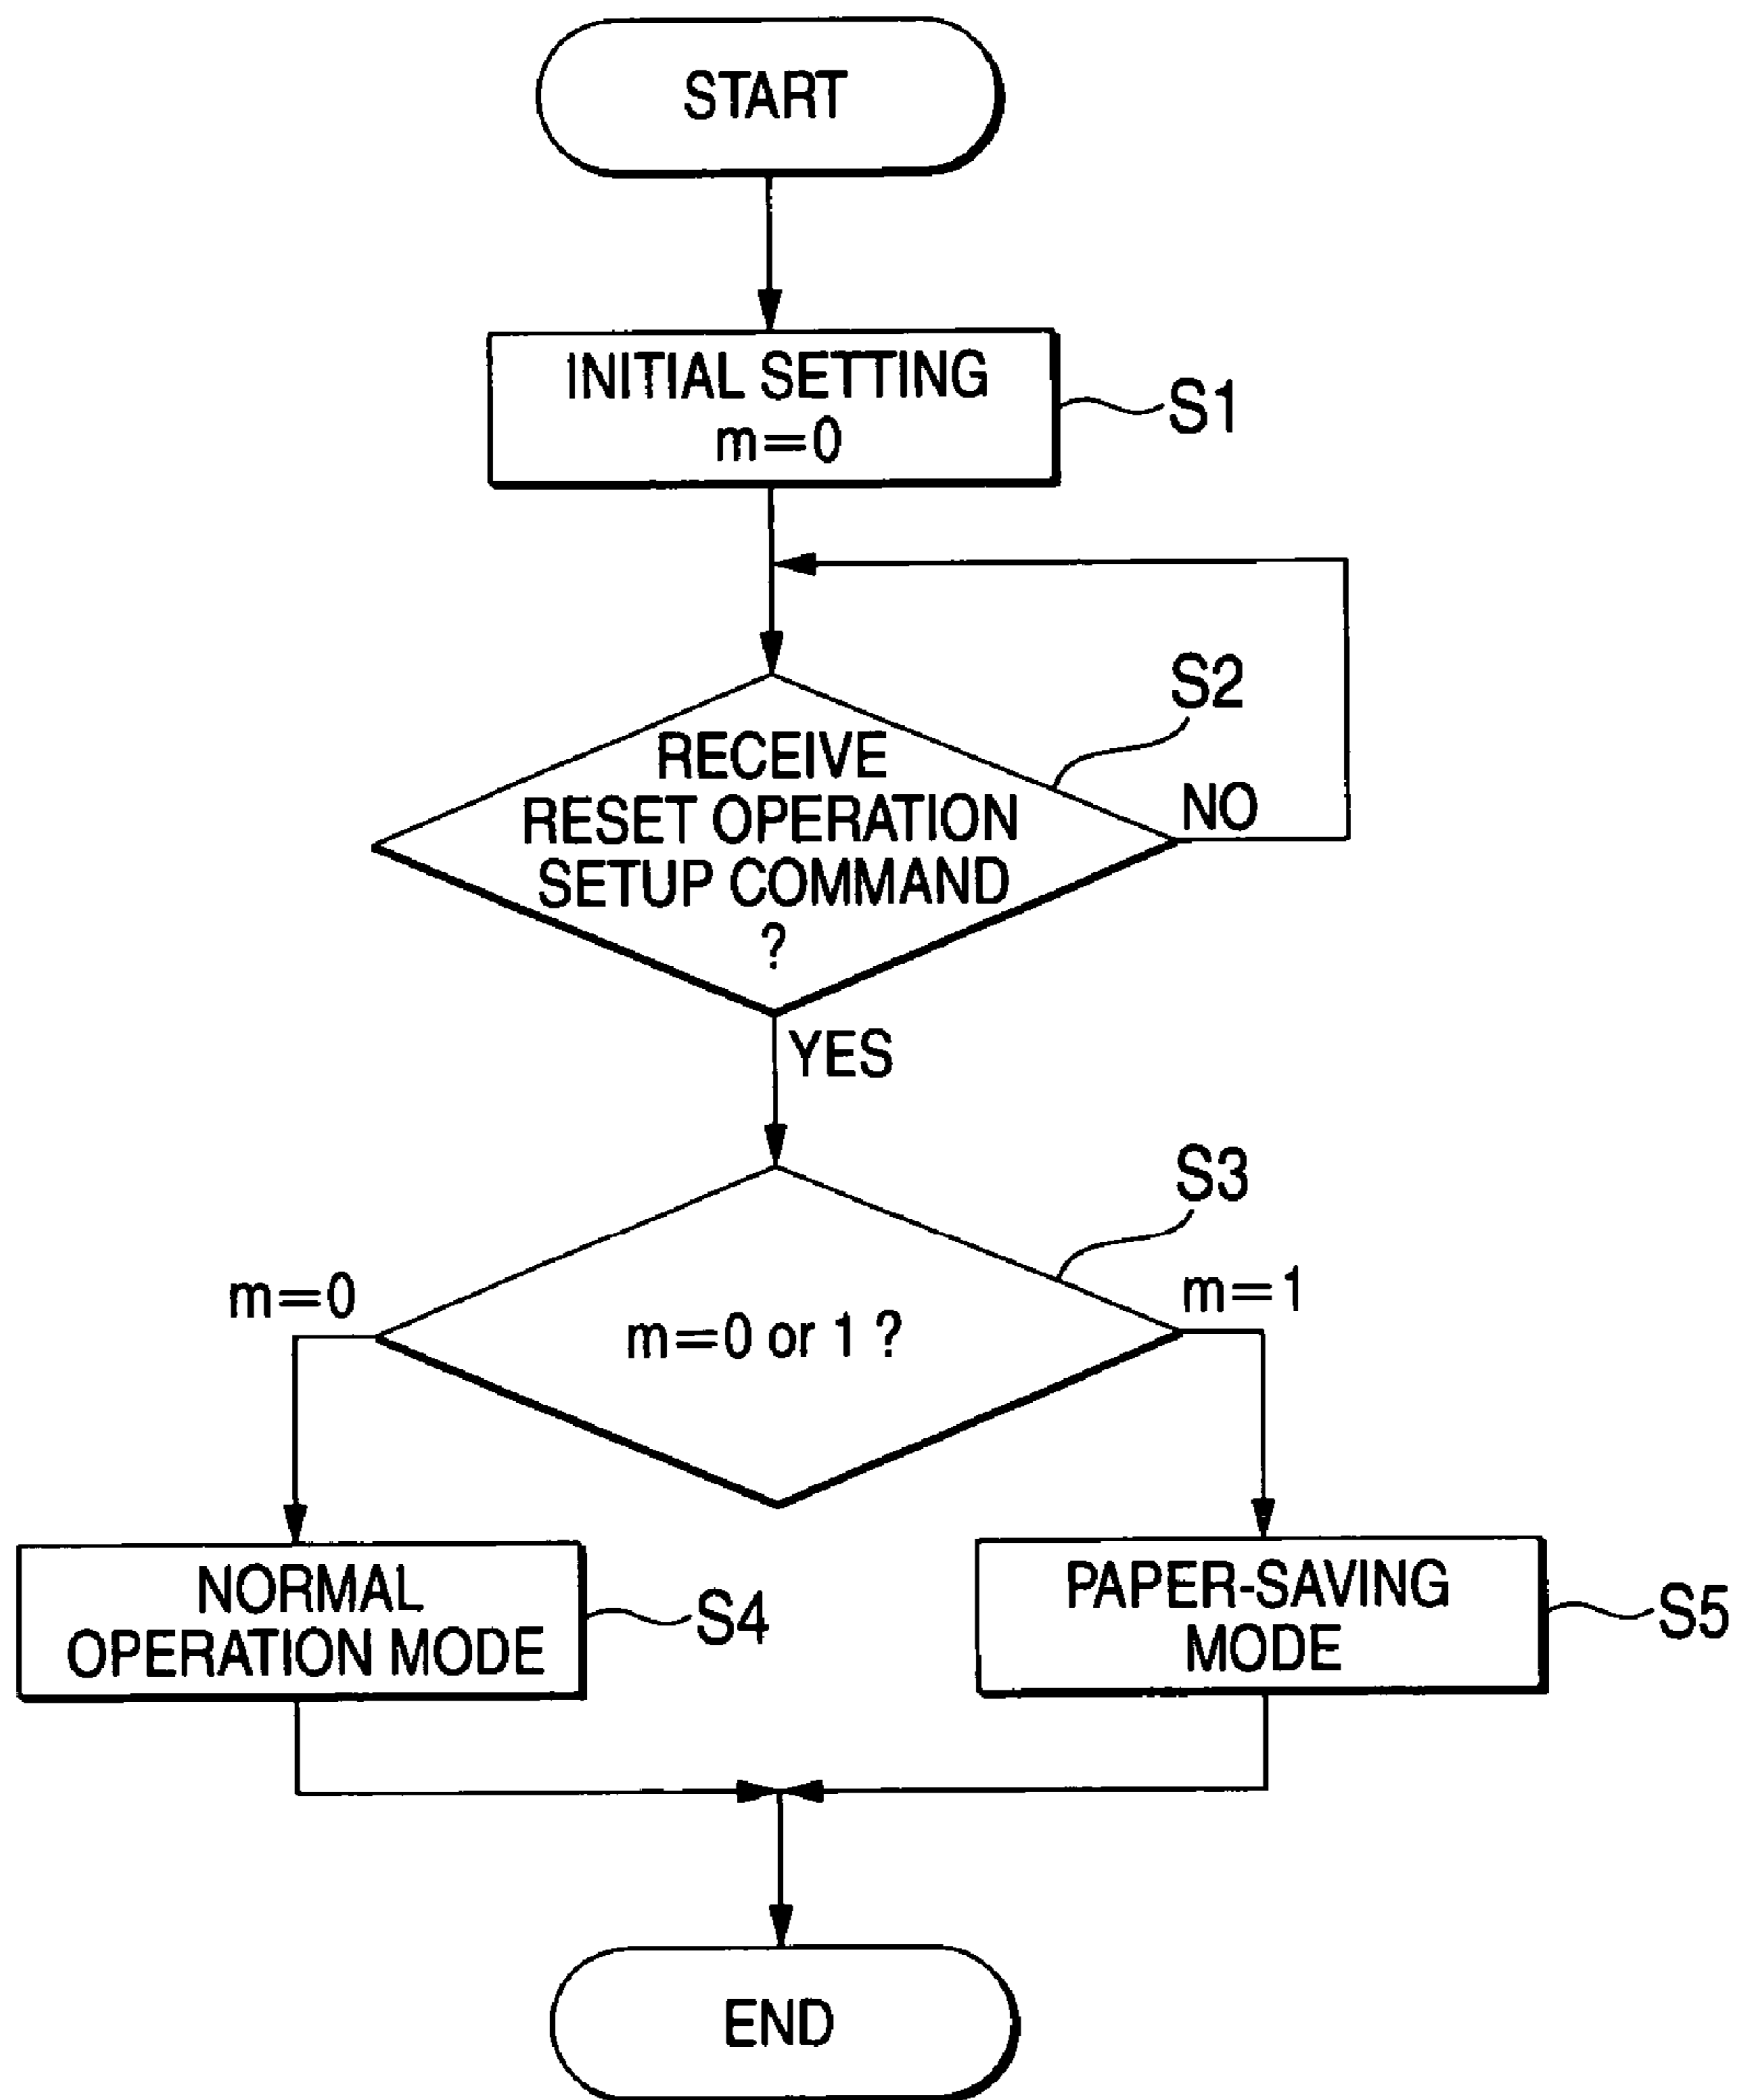 START
INITIAL SETTING
m=0
S1
S2
RECEIVE
RESET OPERATION
SETUP COMMAND
?
NO
YES
S3
m=0
m=0 or 1 ?
m=1
NORMAL
OPERATION MODE
S4
PAPER-SAVING
MODE
S5
END